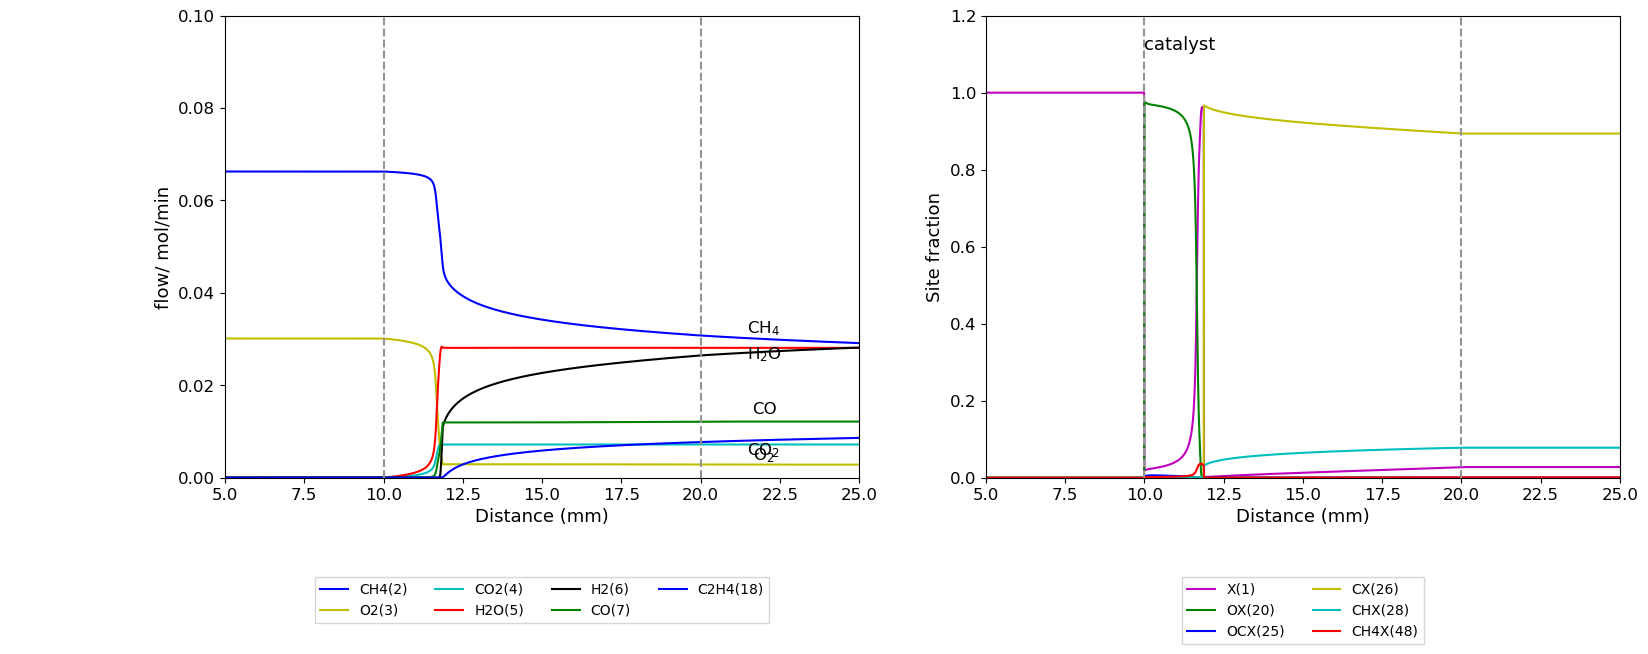 0.10
0.08
0.06
0.04
0.02
0.00
flow/ mol/min
CH4
H2O
CO
CO2
O2
5.0 7.5 10.0 12.5 15.0 17.5 20.0 22.5 25.0
Distance (mm)
CH4(2) CO2(4) H2(6) C2H4(18)
O2(3) H2O(5) CO(7)
1.2
1.0
0.8
0.6
0.4
0.2
0.0
Site fraction
catalyst
5.0 7.5 10.0 12.5 15.0 17.5 20.0 22.5 25.0
Distance (mm)
X(1) CX(26)
OX(20) CHX(28)
OCX(25) CH4X(48)